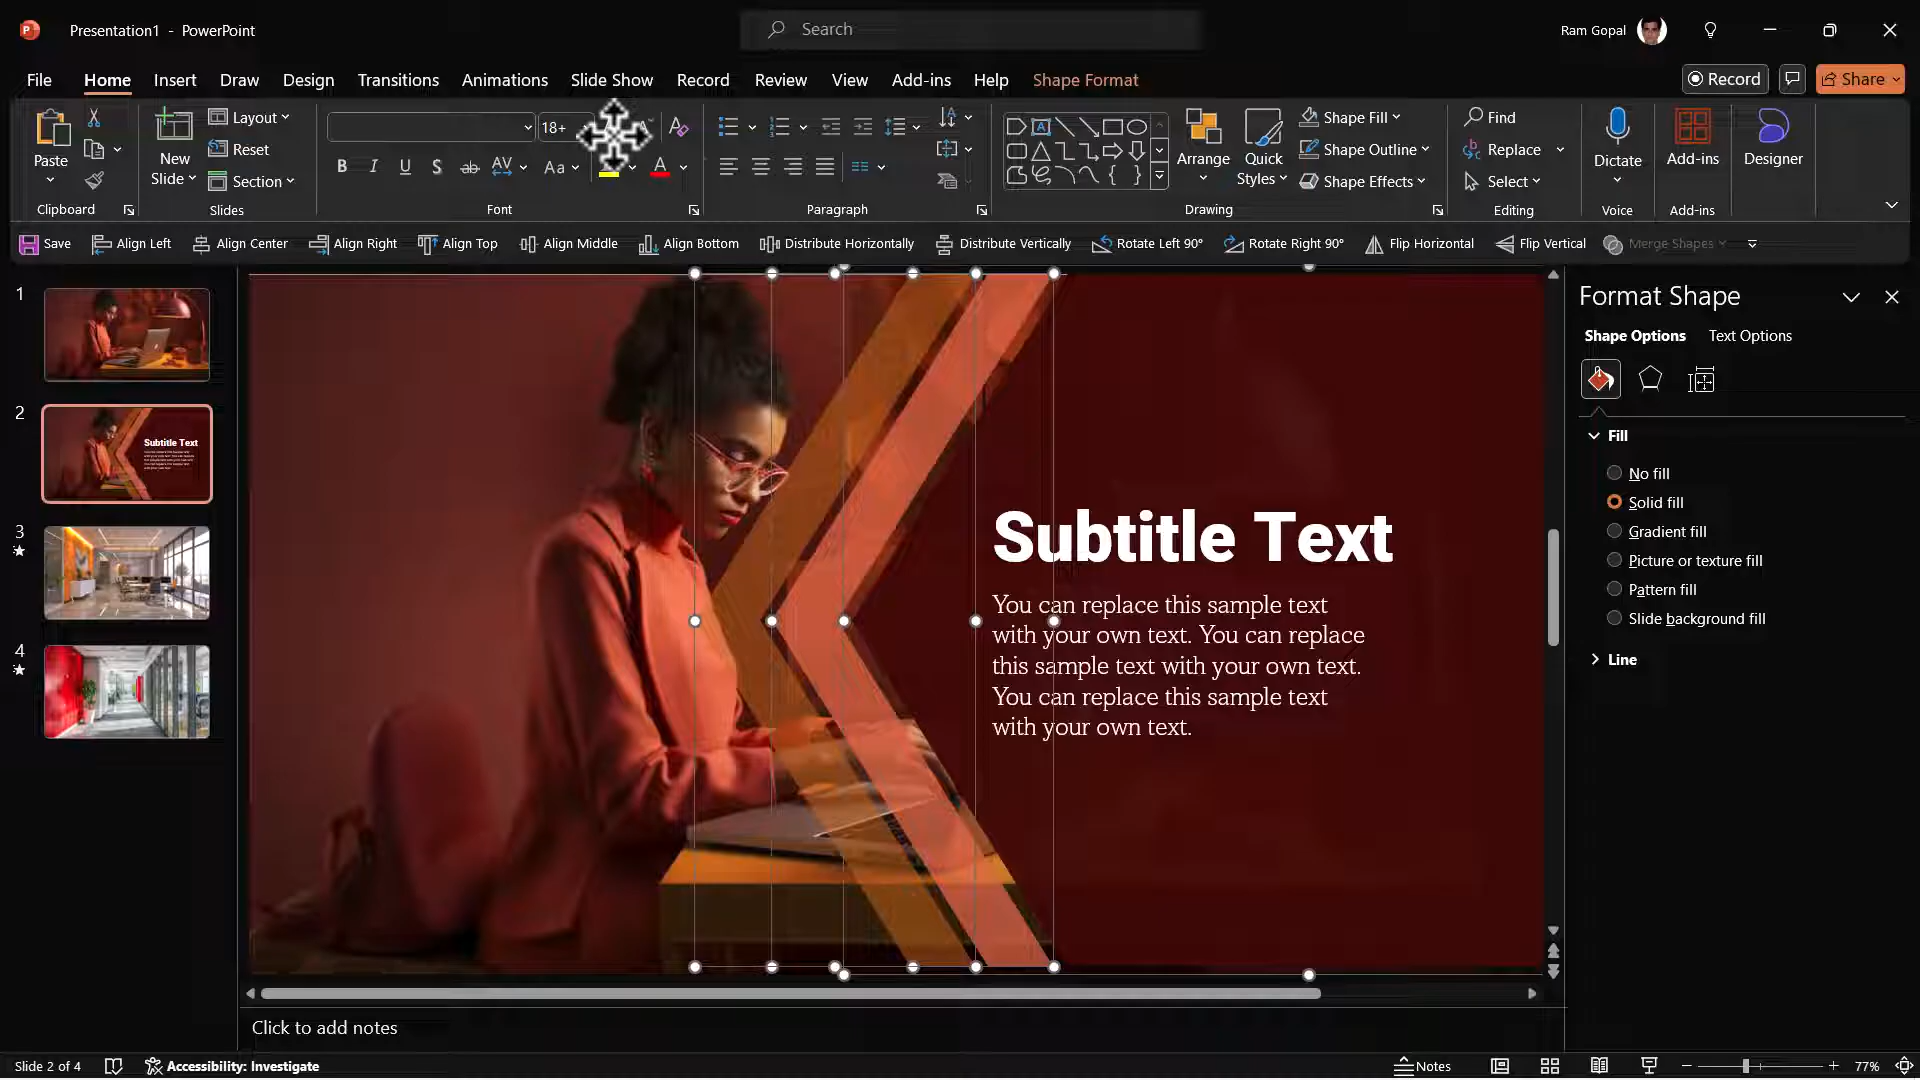 Presentation1 - PowerPoint
Search
Ram Gopal
File Home Insert Draw Design Transitions Animations Slide Show Record Review View Add-ins Help Shape Format
Record
Share
Paste
New
Slide
Layout
Reset
Section
18+
Aa
Shape Fill
Shape Outline
Shape Effects
Arrange
Quick
Styles
Find
Replace
Select
Dictate
Add-ins
Designer
Clipboard
Slides
Font
Paragraph
Drawing
Editing
Voice
Add-ins
Save Align Left Align Center Align Right Align Top Align Middle Align Bottom Distribute Horizontally Distribute Vertically Rotate Left 90° Rotate Right 90° Flip Horizontal Flip Vertical Merge Shapes
1
2
Subtitle Text
3
4
Subtitle Text
You can replace this sample text
with your own text. You can replace
this sample text with your own text.
You can replace this sample text
with your own text.
Format Shape
Shape Options Text Options
Fill
No fill
Solid fill
Gradient fill
Picture or texture fill
Pattern fill
Slide background fill
Line
Click to add notes
Slide 2 of 4
Accessibility: Investigate
Notes
77%